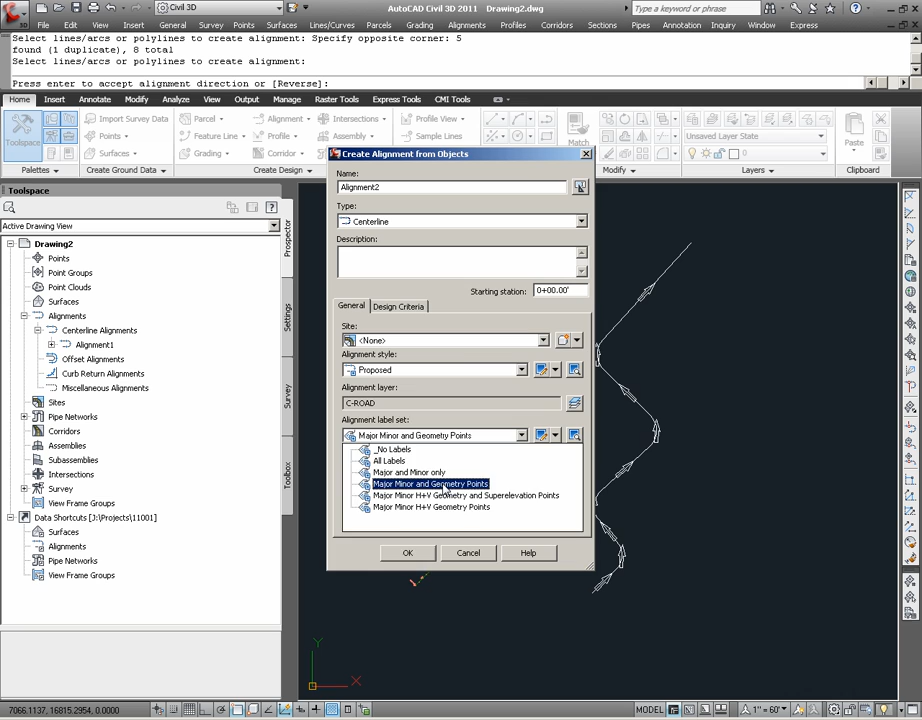 Civil 3D
AutoCAD Civil 3D 2011 Drawing2.dwg
Type a keyword or phrase
File Edit View Insert General Survey Points Surfaces Lines/Curves Parcels Grading Alignments Profiles Corridors Sections Pipes Annotation Inquiry Window Express
Select lines/arcs or polylines to create alignment: Specify opposite corner: 5
found (1 duplicate), 8 total
Select lines/arcs or polylines to create alignment:
Press enter to accept alignment direction or [Reverse]:
Home Insert Annotate Modify Analyze View Output Manage Raster Tools Express Tools CMI Tools
Toolspace
Import Survey Data
Points
Surfaces
Parcel
Feature Line
Grading
Alignment
Profile
Corridor
Intersections
Assembly
Profile View
Sample Lines
Match
Unsaved Layer State
0
Paste
Palettes Create Ground Data Create Design Modify Layers Clipboard
Toolspace
Active Drawing View
Drawing2
Points
Point Groups
Point Clouds
Surfaces
Alignments
Centerline Alignments
Alignment1
Offset Alignments
Curb Return Alignments
Miscellaneous Alignments
Sites
Pipe Networks
Corridors
Assemblies
Subassemblies
Intersections
Survey
View Frame Groups
Data Shortcuts [J:\Projects\11001]
Surfaces
Alignments
Pipe Networks
View Frame Groups
Prospector
Settings
Survey
Toolbox
Create Alignment from Objects
Name:
Alignment2
Type:
Centerline
Description:
Starting station: 0+00.00'
General Design Criteria
Site:
<None>
Alignment style:
Proposed
Alignment layer:
C-ROAD
Alignment label set:
Major Minor and Geometry Points
_No Labels
All Labels
Major and Minor only
Major Minor and Geometry Points
Major Minor H+V Geometry and Superelevation Points
Major Minor H+V Geometry Points
OK Cancel Help
Y
X
7066.1137, 16815.2954, 0.0000
MODEL
1" = 60'